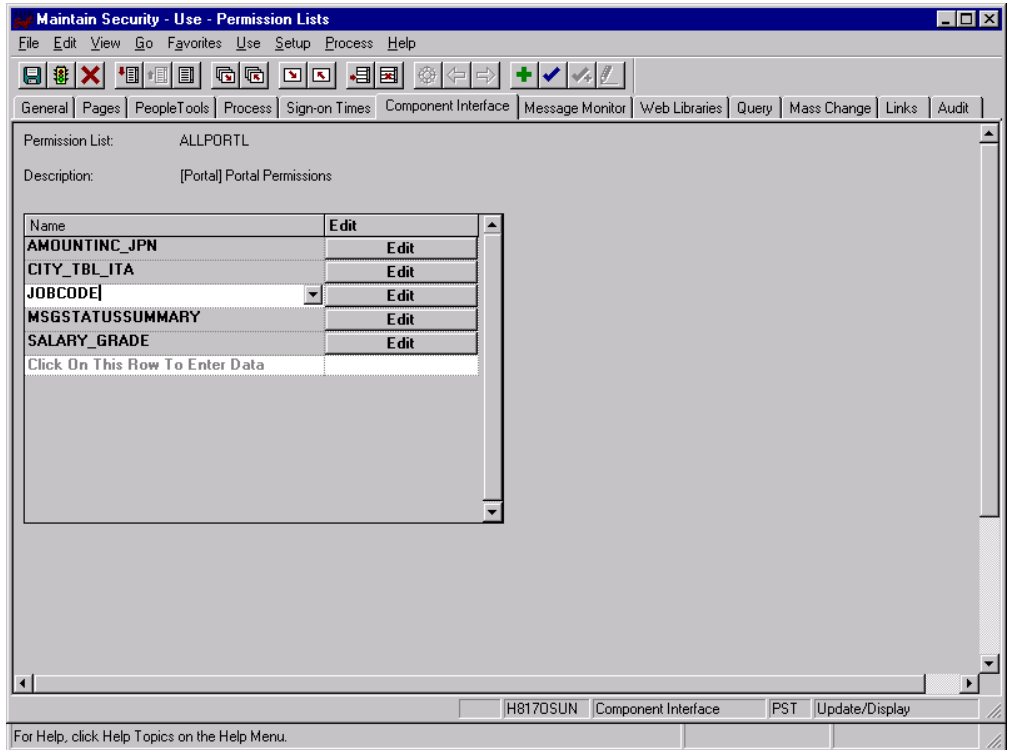 Maintain Security - Use - Permission Lists
File Edit View Go Favorites Use Setup Process Help
General Pages PeopleTools Process Sign-on Times Component Interface Message Monitor Web Libraries Query Mass Change Links Audit
Permission List: ALLPORTL
Description: [Portal] Portal Permissions
Name Edit
AMOUNTINC_JPN Edit
CITY_TBL_ITA Edit
JOBCODE Edit
MSGSTATUSSUMMARY Edit
SALARY_GRADE Edit
Click On This Row To Enter Data
H8170SUN Component Interface PST Update/Display
For Help, click Help Topics on the Help Menu.